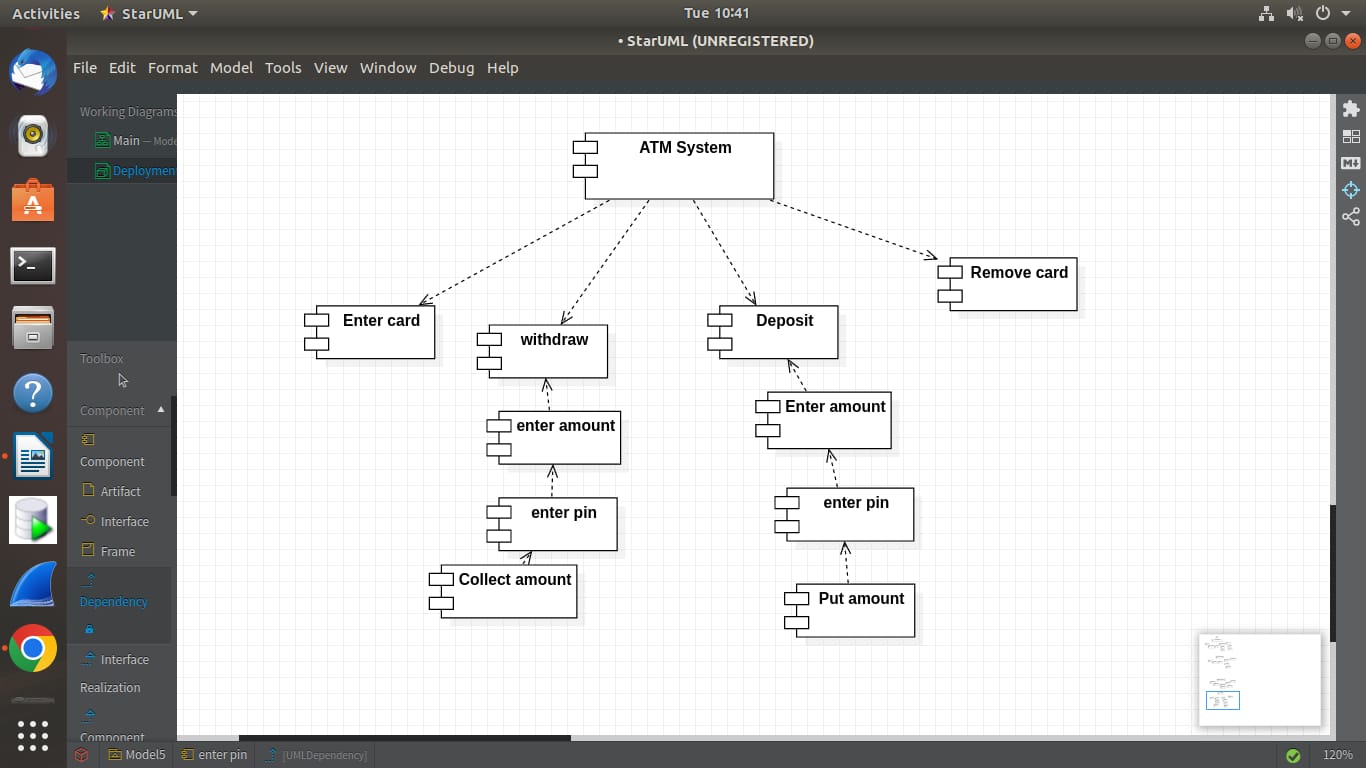 Activities
StarUML
Tue 10:41
• StarUML (UNREGISTERED)
File Edit Format Model Tools View Window Debug Help
Working Diagrams
Main — Mode
Deploymen
Toolbox
Component
Component
Artifact
Interface
Frame
Dependency
Interface
Realization
Component
ATM System
Remove card
Enter card
withdraw
Deposit
enter amount
Enter amount
enter pin
enter pin
Collect amount
Put amount
M+
Model5
enter pin
[UMLDependency]
120%